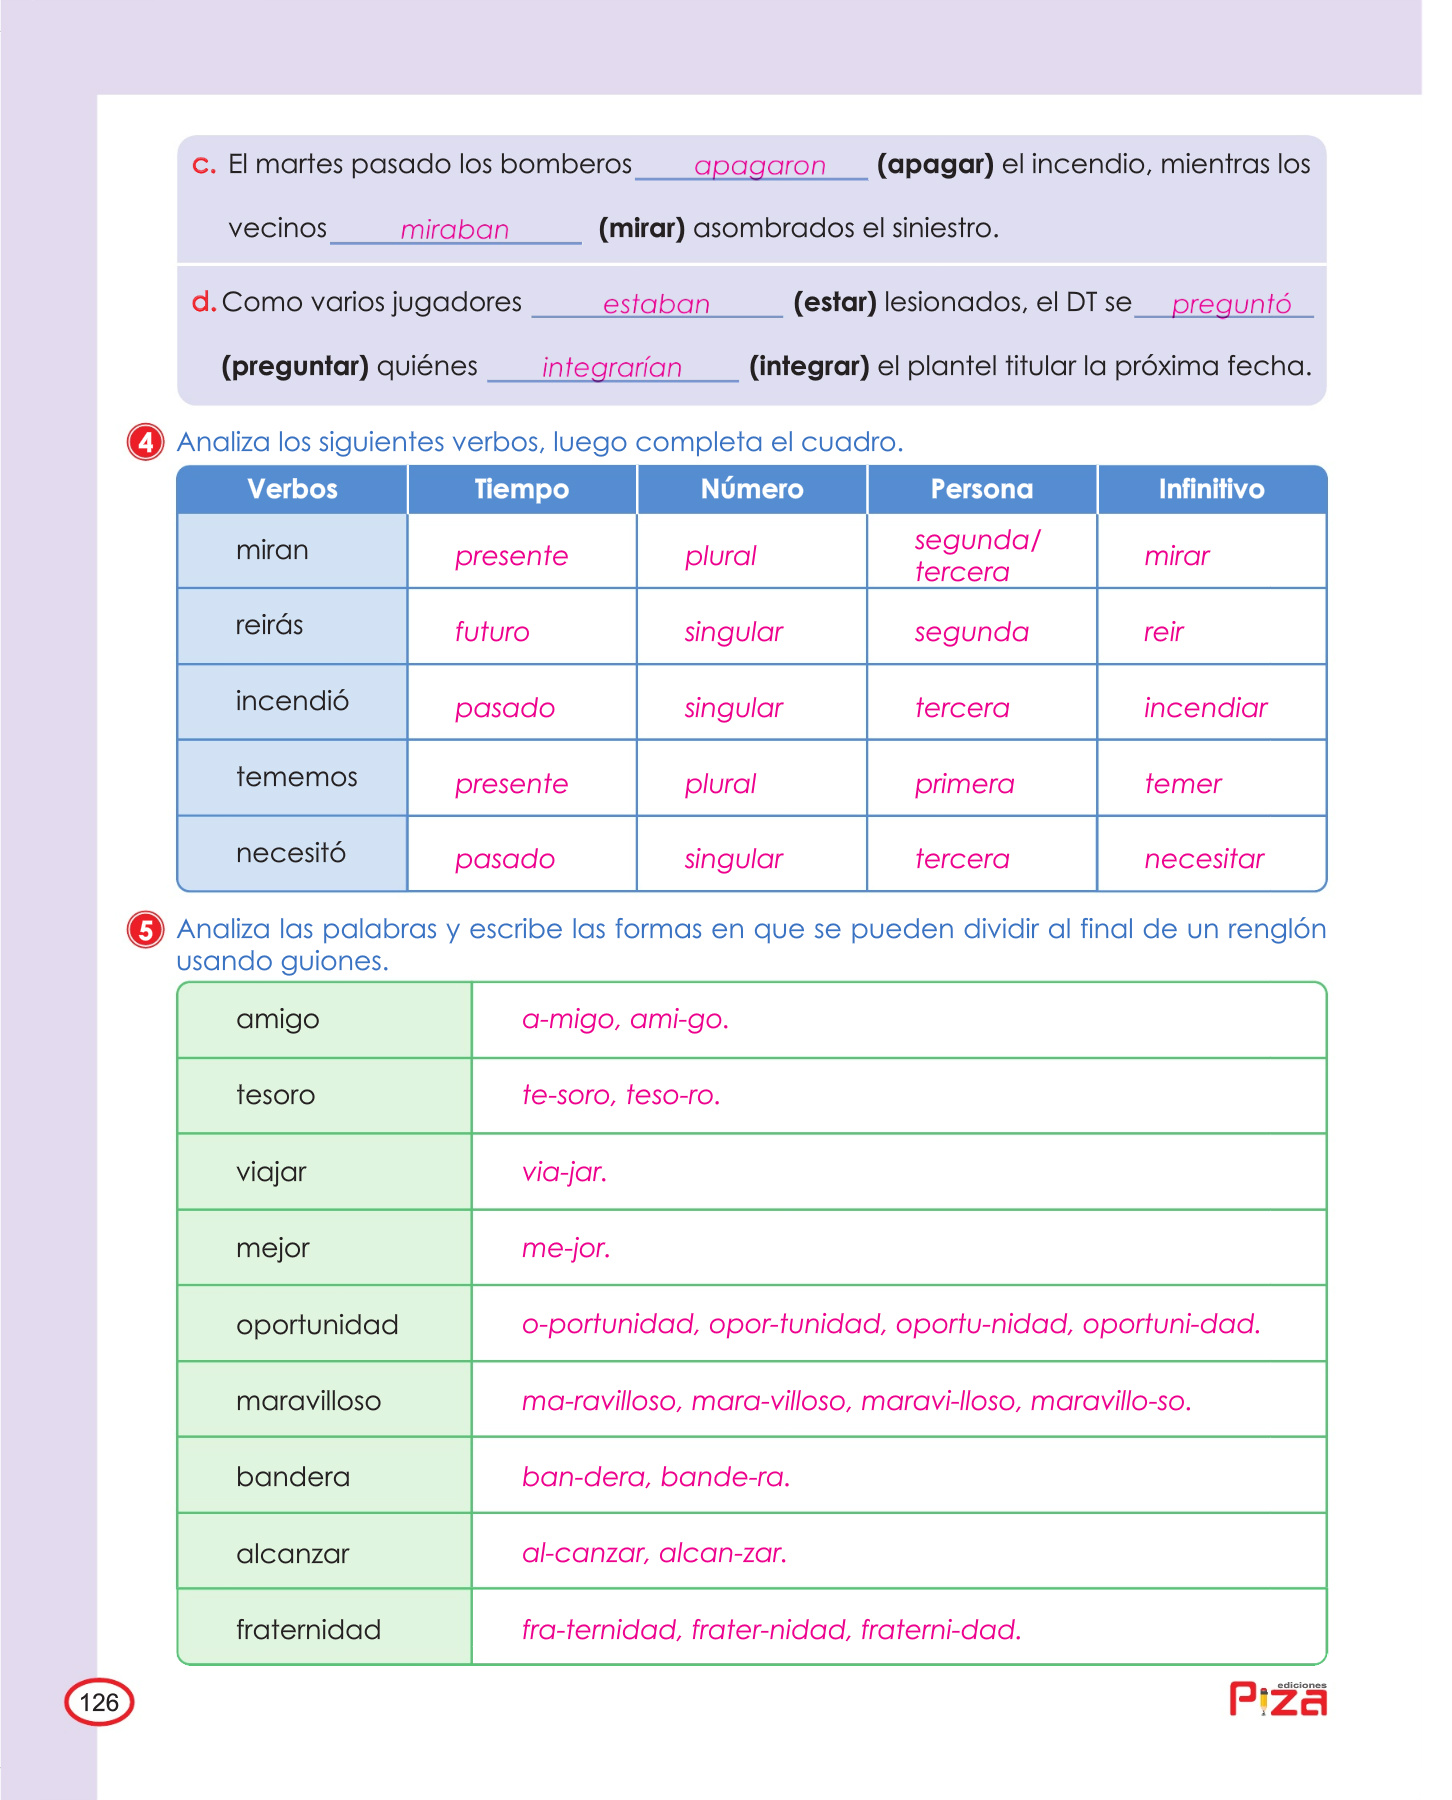 c. El martes pasado los bomberos apagaron (apagar) el incendio, mientras los
vecinos miraban (mirar) asombrados el siniestro.
d. Como varios jugadores estaban (estar) lesionados, el DT se preguntó
(preguntar) quiénes integrarían (integrar) el plantel titular la próxima fecha.
4 Analiza los siguientes verbos, luego completa el cuadro.
Verbos Tiempo Número Persona Infinitivo
miran presente plural segunda/ tercera mirar
reirás futuro singular segunda reir
incendió pasado singular tercera incendiar
tememos presente plural primera temer
necesitó pasado singular tercera necesitar
5 Analiza las palabras y escribe las formas en que se pueden dividir al final de un renglón
usando guiones.
amigo a-migo, ami-go.
tesoro te-soro, teso-ro.
viajar via-jar.
mejor me-jor.
oportunidad o-portunidad, opor-tunidad, oportu-nidad, oportuni-dad.
maravilloso ma-ravilloso, mara-villoso, maravi-lloso, maravillo-so.
bandera ban-dera, bande-ra.
alcanzar al-canzar, alcan-zar.
fraternidad fra-ternidad, frater-nidad, fraterni-dad.
126
ediciones
Piza